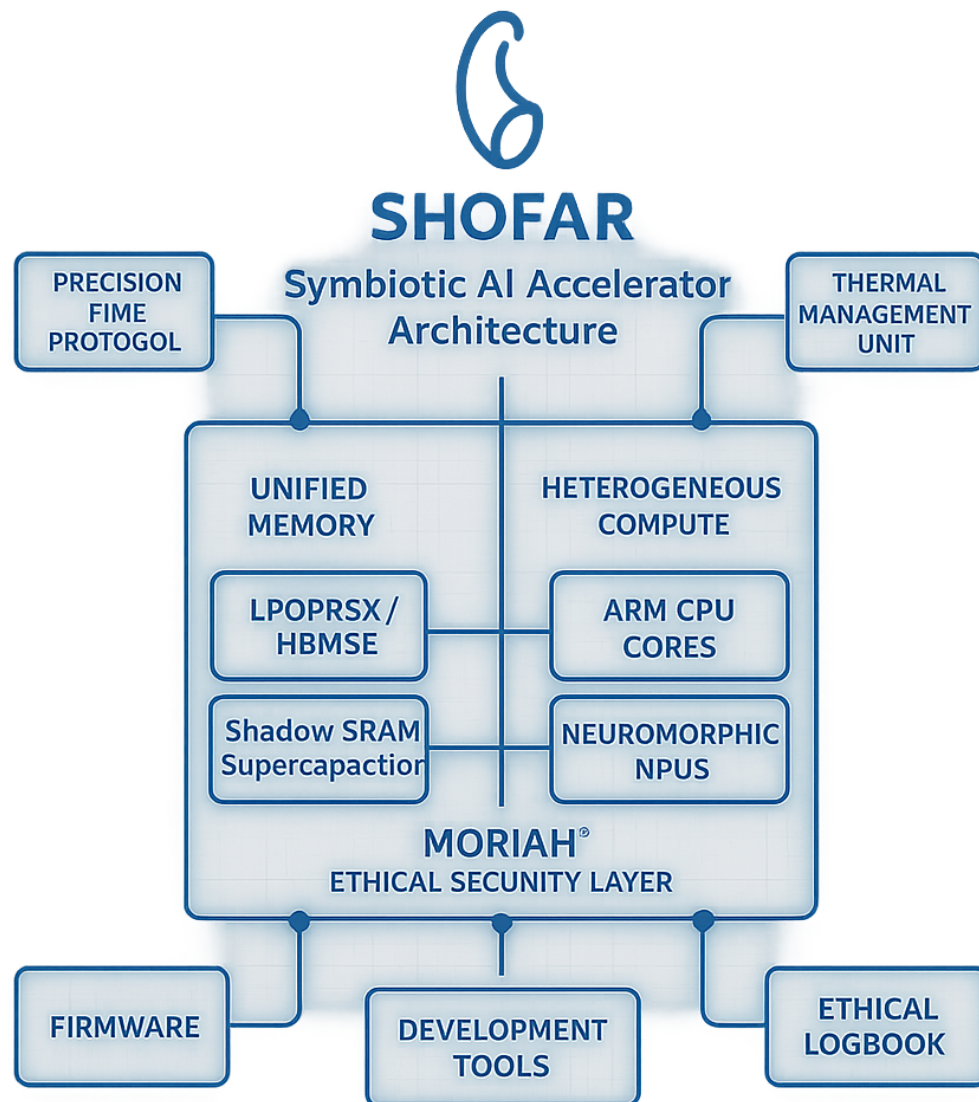 SHOFAR
Symbiotic AI Accelerator
Architecture
PRECISION
FIME
PROTOGOL
THERMAL
MANAGEMENT
UNIT
UNIFIED
MEMORY
HETEROGENEOUS
COMPUTE
LPOPRSX /
HBMSE
ARM CPU
CORES
Shadow SRAM
Supercapaction
NEUROMORPHIC
NPUS
MORIAH®
ETHICAL SECUNITY LAYER
FIRMWARE
DEVELOPMENT
TOOLS
ETHICAL
LOGBOOK